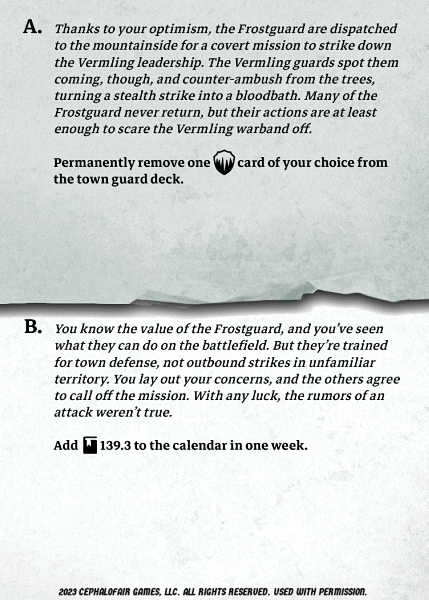 A. Thanks to your optimism, the Frostguard are dispatched
to the mountainside for a covert mission to strike down
the Vermling leadership. The Vermling guards spot them
coming, though, and counter-ambush from the trees,
turning a stealth strike into a bloodbath. Many of the
Frostguard never return, but their actions are at least
enough to scare the Vermling warband off.
Permanently remove one card of your choice from
the town guard deck.
B. You know the value of the Frostguard, and you've seen
what they can do on the battlefield. But they're trained
for town defense, not outbound strikes in unfamiliar
territory. You lay out your concerns, and the others agree
to call off the mission. With any luck, the rumors of an
attack weren't true.
Add 139.3 to the calendar in one week.
2023 CEPHALOFAIR GAMES, LLC. ALL RIGHTS RESERVED. USED WITH PERMISSION.